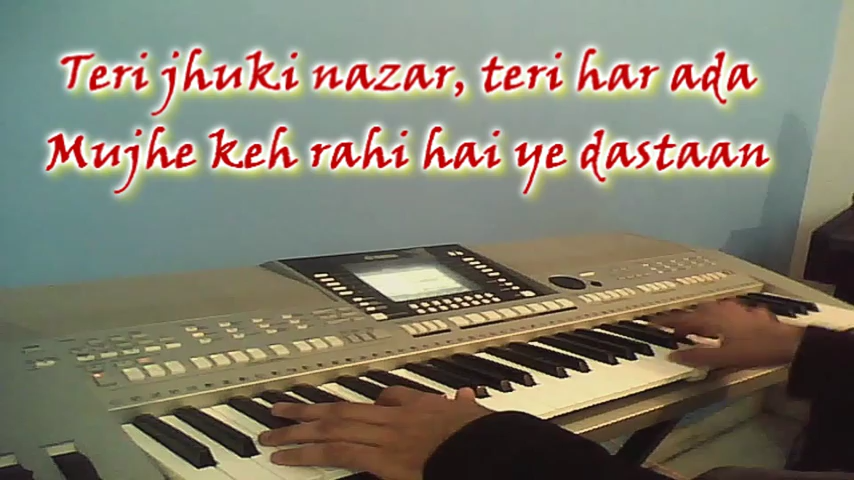 Teri jhuki nazar, teri har ada
Mujhe keh rahi hai ye dastaan